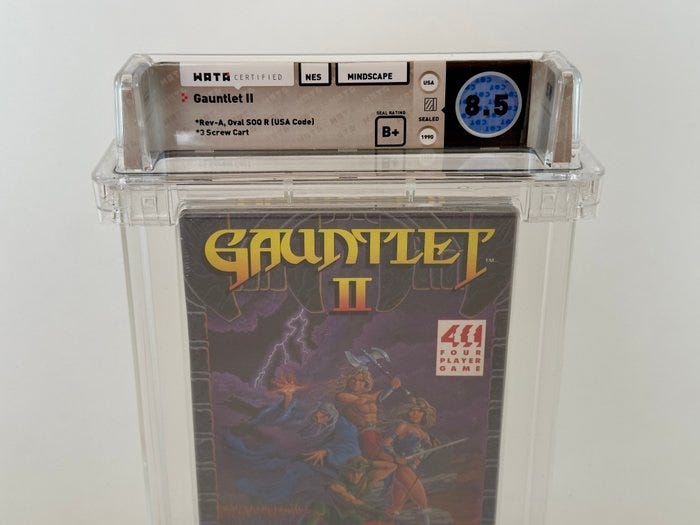 WATA CERTIFIED
NES
MINDSCAPE
Gauntlet II
*Rev-A, Oval SOQ R (USA Code)
*3 Screw Cart
SEAL RATING
B+
USA
SEALED
1990
8.5
GAUNTLET
TM
II
4
FOUR
PLAYER
GAME